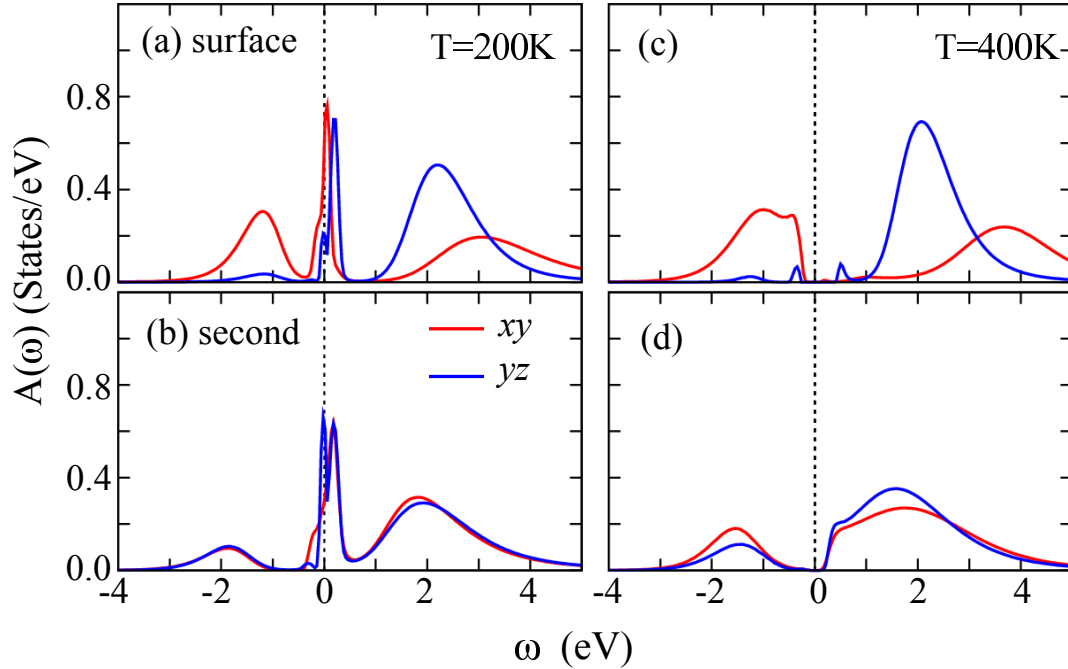 (a) surface
T=200K
(c)
T=400K
0.8
0.4
0.0
(b) second
xy
yz
(d)
0.8
0.4
0.0
-4
-2
0
2
4
-4
-2
0
2
4
A(ω) (States/eV)
ω (eV)